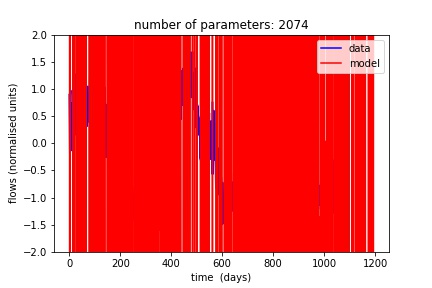 number of parameters: 2074
data
model
flows (normalised units)
2.0
1.5
1.0
0.5
0.0
−0.5
−1.0
−1.5
−2.0
0 200 400 600 800 1000 1200
time (days)